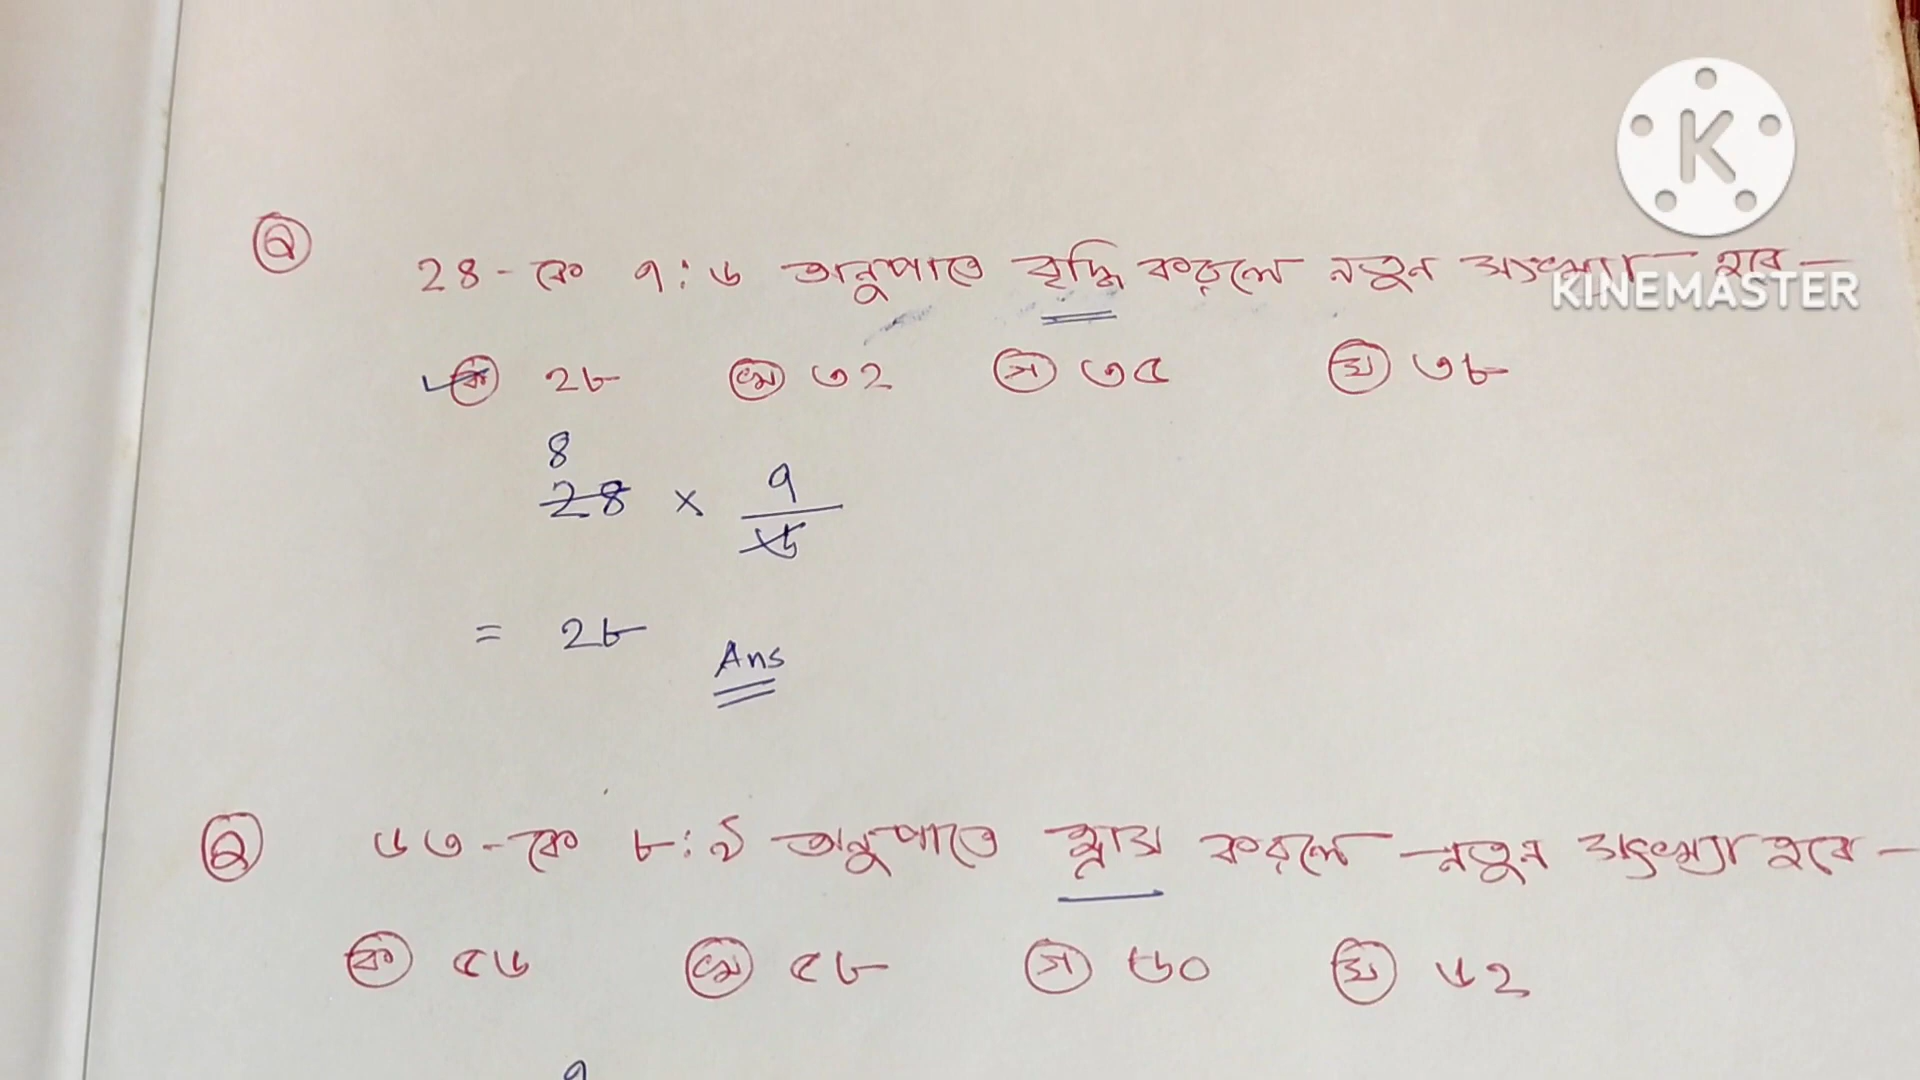 Q ২৪-কে ৭:৬ অনুপাতে বৃদ্ধি করলে নতুন সংখ্যা হবে-
KINEMASTER
ক ২৮ খ ৩২ গ ৩৫ ঘ ৩৮
৪
২৪ × ৭
৬
= ২৮ Ans
Q ৬৩-কে ৮:৯ অনুপাতে হ্রাস করলে নতুন সংখ্যা হবে-
ক ৫৬ খ ৫৮ গ ৬০ ঘ ৬২
৭